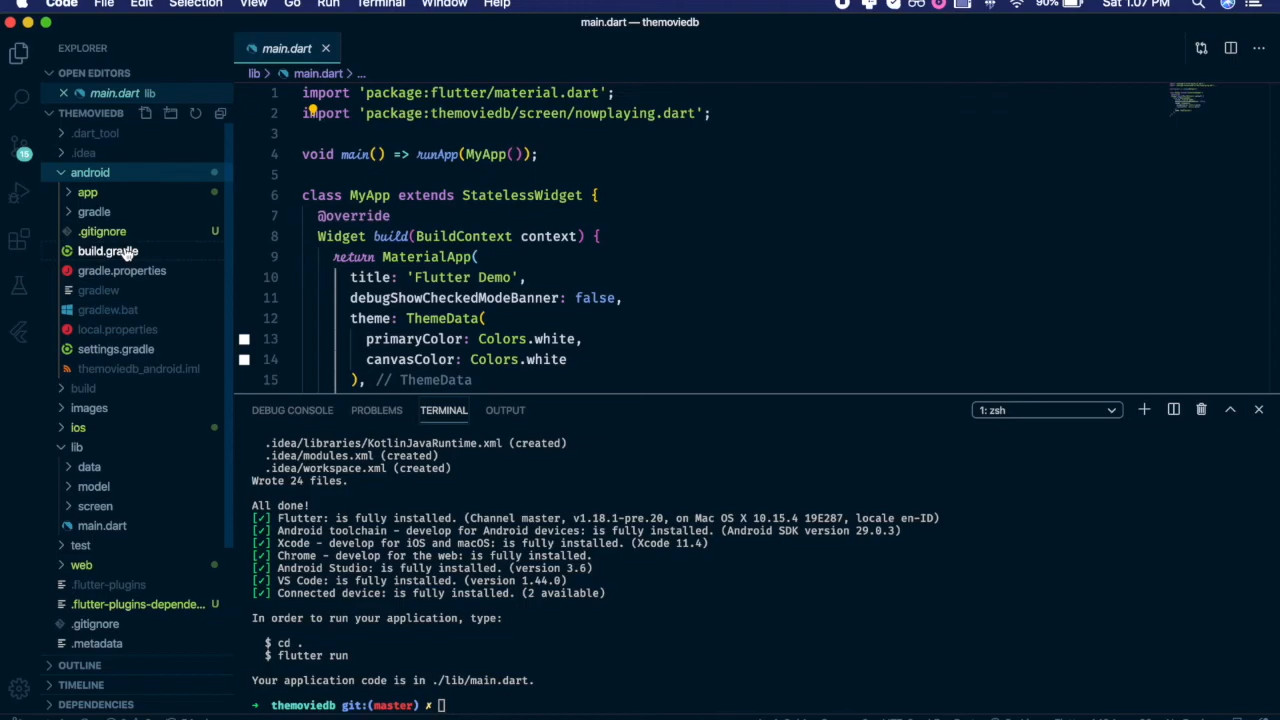 Code File Edit Selection View Go Run Terminal Window Help 90% Sat 1.07 PM
main.dart — themoviedb
EXPLORER
OPEN EDITORS
main.dart lib
THEMOVIEDB
.dart_tool
.idea
android
app
gradle
.gitignore U
build.gradle
gradle.properties
gradlew
gradlew.bat
local.properties
settings.gradle
themoviedb_android.iml
build
images
ios
lib
data
model
screen
main.dart
test
web
.flutter-plugins
.flutter-plugins-depende... U
.gitignore
.metadata
OUTLINE
TIMELINE
DEPENDENCIES
15
main.dart
lib > main.dart > ...
1 import 'package:flutter/material.dart';
2 import 'package:themoviedb/screen/nowplaying.dart';
3
4 void main() => runApp(MyApp());
5
6 class MyApp extends StatelessWidget {
7 @override
8 Widget build(BuildContext context) {
9 return MaterialApp(
10 title: 'Flutter Demo',
11 debugShowCheckedModeBanner: false,
12 theme: ThemeData(
13 primaryColor: Colors.white,
14 canvasColor: Colors.white
15 ), // ThemeData
DEBUG CONSOLE PROBLEMS TERMINAL OUTPUT 1: zsh
.idea/libraries/KotlinJavaRuntime.xml (created)
.idea/modules.xml (created)
.idea/workspace.xml (created)
Wrote 24 files.
All done!
[✓] Flutter: is fully installed. (Channel master, v1.18.1-pre.20, on Mac OS X 10.15.4 19E287, locale en-ID)
[✓] Android toolchain - develop for Android devices: is fully installed. (Android SDK version 29.0.3)
[✓] Xcode - develop for iOS and macOS: is fully installed. (Xcode 11.4)
[✓] Chrome - develop for the web: is fully installed.
[✓] Android Studio: is fully installed. (version 3.6)
[✓] VS Code: is fully installed. (version 1.44.0)
[✓] Connected device: is fully installed. (2 available)
In order to run your application, type:
$ cd .
$ flutter run
Your application code is in ./lib/main.dart.
→ themoviedb git:(master) ✗